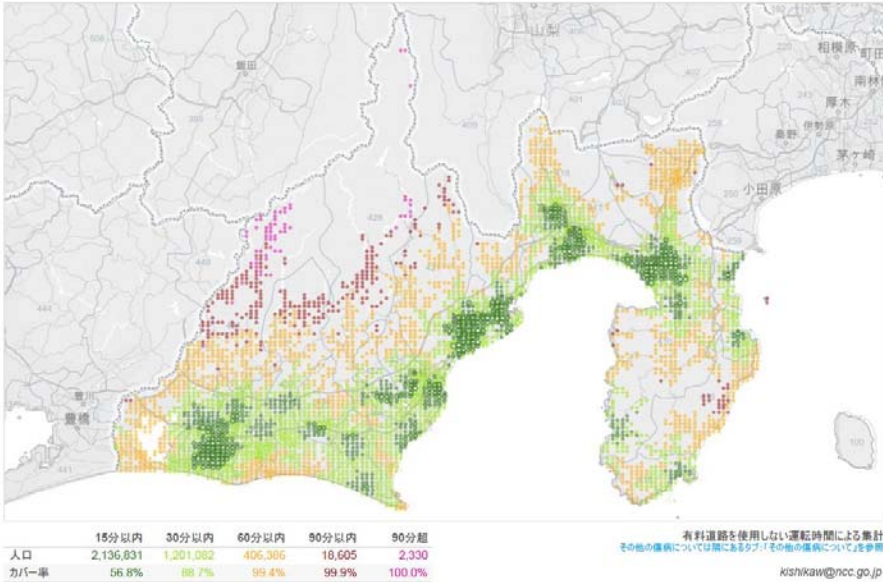 山梨
相模原
町田
飯田
南林
厚木
秦野
伊勢原
茅ヶ崎
小田原
豊川
豊橋
15分以内 30分以内 60分以内 90分以内 90分超
人口 2,136,831 1,201,082 406,386 18,605 2,330
カバー率 56.8% 88.7% 99.4% 99.9% 100.0%
有料道路を使用しない運転時間による集計
その他の傷病については隣にあるタブ:「その他の傷病について」を参照
kishikaw@ncc.go.jp